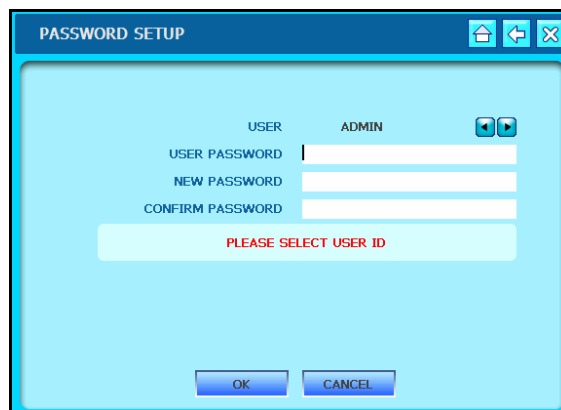 PASSWORD SETUP
USER ADMIN
USER PASSWORD
NEW PASSWORD
CONFIRM PASSWORD
PLEASE SELECT USER ID
OK CANCEL